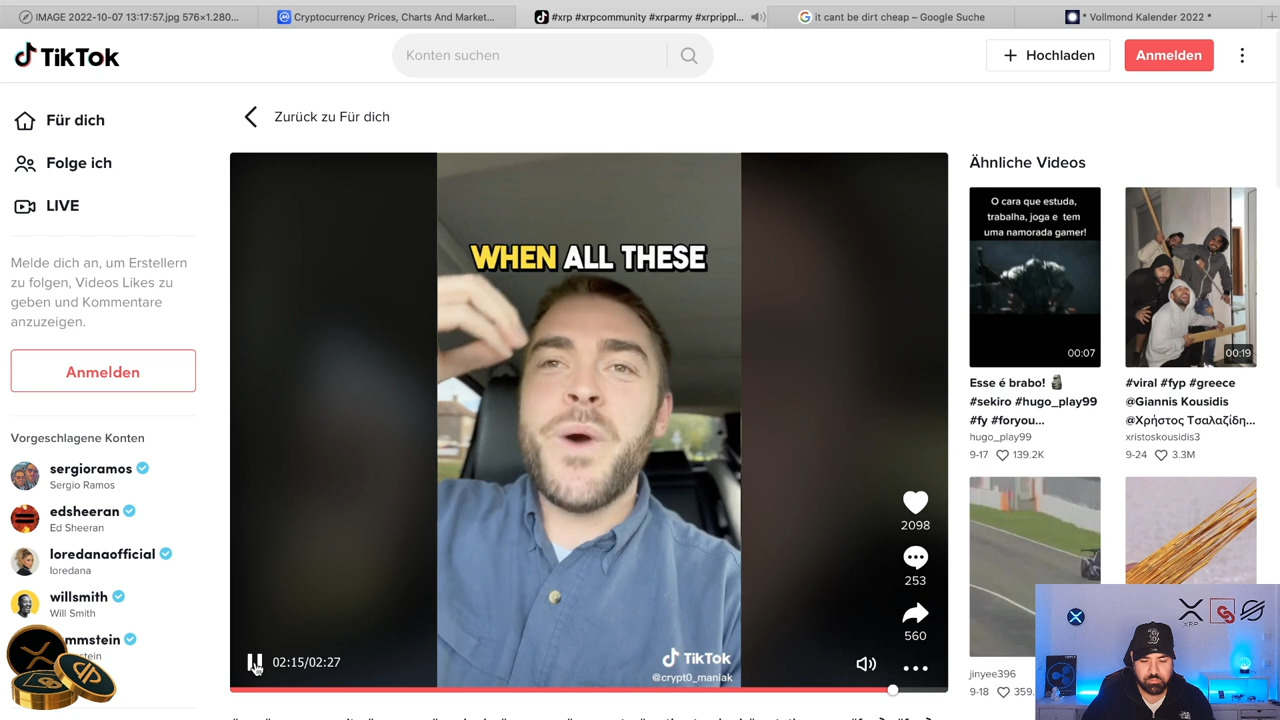 IMAGE 2022-10-07 13:17:57.jpg 576×1.280...
Cryptocurrency Prices, Charts And Market...
#xrp #xrpcommunity #xrparmy #xrprippl...
it cant be dirt cheap – Google Suche
* Vollmond Kalender 2022 *
TikTok
Konten suchen
Hochladen
Anmelden
Für dich
Folge ich
LIVE
Melde dich an, um Erstellern
zu folgen, Videos Likes zu
geben und Kommentare
anzuzeigen.
Anmelden
Vorgeschlagene Konten
sergioramos
Sergio Ramos
edsheeran
Ed Sheeran
loredanaofficial
loredana
willsmith
Will Smith
mmstein
stein
Zurück zu Für dich
WHEN ALL THESE
2098
253
560
02:15/02:27
TikTok
@crypt0_maniak
Ähnliche Videos
O cara que estuda,
trabalha, joga e tem
uma namorada gamer!
00:07
00:19
Esse é brabo! 🗿
#sekiro #hugo_play99
#fy #foryou...
hugo_play99
9-17 139.2K
#viral #fyp #greece
@Giannis Kousidis
@Χρήστος Τσαλαζίδη...
xristoskousidis3
9-24 3.3M
jinyee396
9-18 359.
XRP